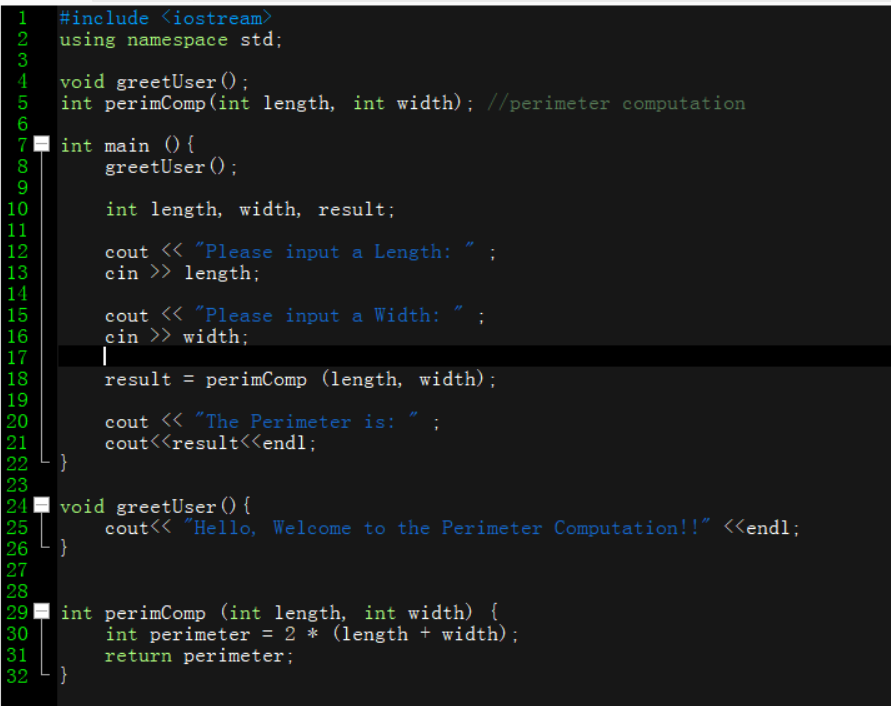 1 #include <iostream>
2 using namespace std;
3
4 void greetUser();
5 int perimComp(int length, int width); //perimeter computation
6
7 int main (){
8 greetUser();
9
10 int length, width, result;
11
12 cout << "Please input a Length: " ;
13 cin >> length;
14
15 cout << "Please input a Width: " ;
16 cin >> width;
17
18 result = perimComp (length, width);
19
20 cout << "The Perimeter is: " ;
21 cout<<result<<endl;
22 }
23
24 void greetUser(){
25 cout<< "Hello, Welcome to the Perimeter Computation!!" <<endl;
26 }
27
28
29 int perimComp (int length, int width) {
30 int perimeter = 2 * (length + width);
31 return perimeter;
32 }